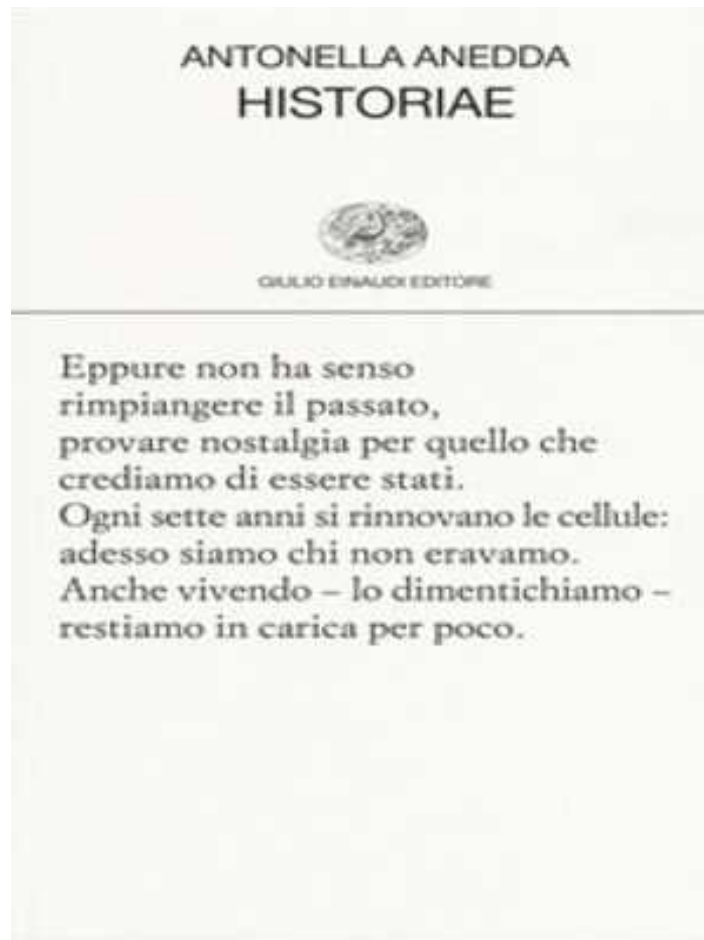 ANTONELLA ANEDDA
HISTORIAE
GIULIO EINAUDI EDITORE
Eppure non ha senso
rimpiangere il passato,
provare nostalgia per quello che
crediamo di essere stati.
Ogni sette anni si rinnovano le cellule:
adesso siamo chi non eravamo.
Anche vivendo – lo dimentichiamo –
restiamo in carica per poco.